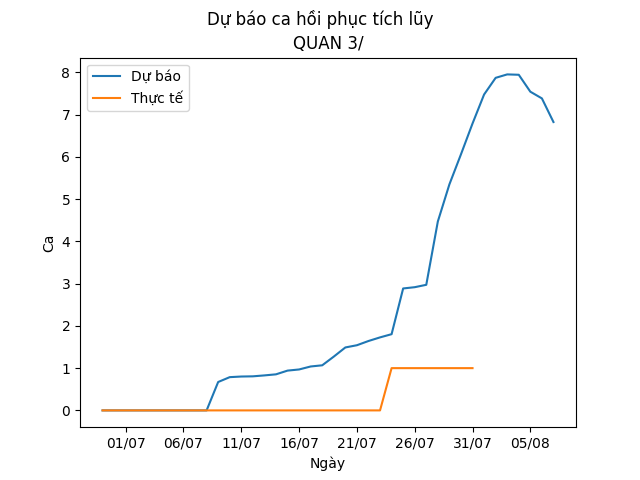 Dự báo ca hồi phục tích lũy
QUAN 3/
Dự báo
Thực tế
8
7
6
5
4
3
2
1
0
Ca
01/07 06/07 11/07 16/07 21/07 26/07 31/07 05/08
Ngày